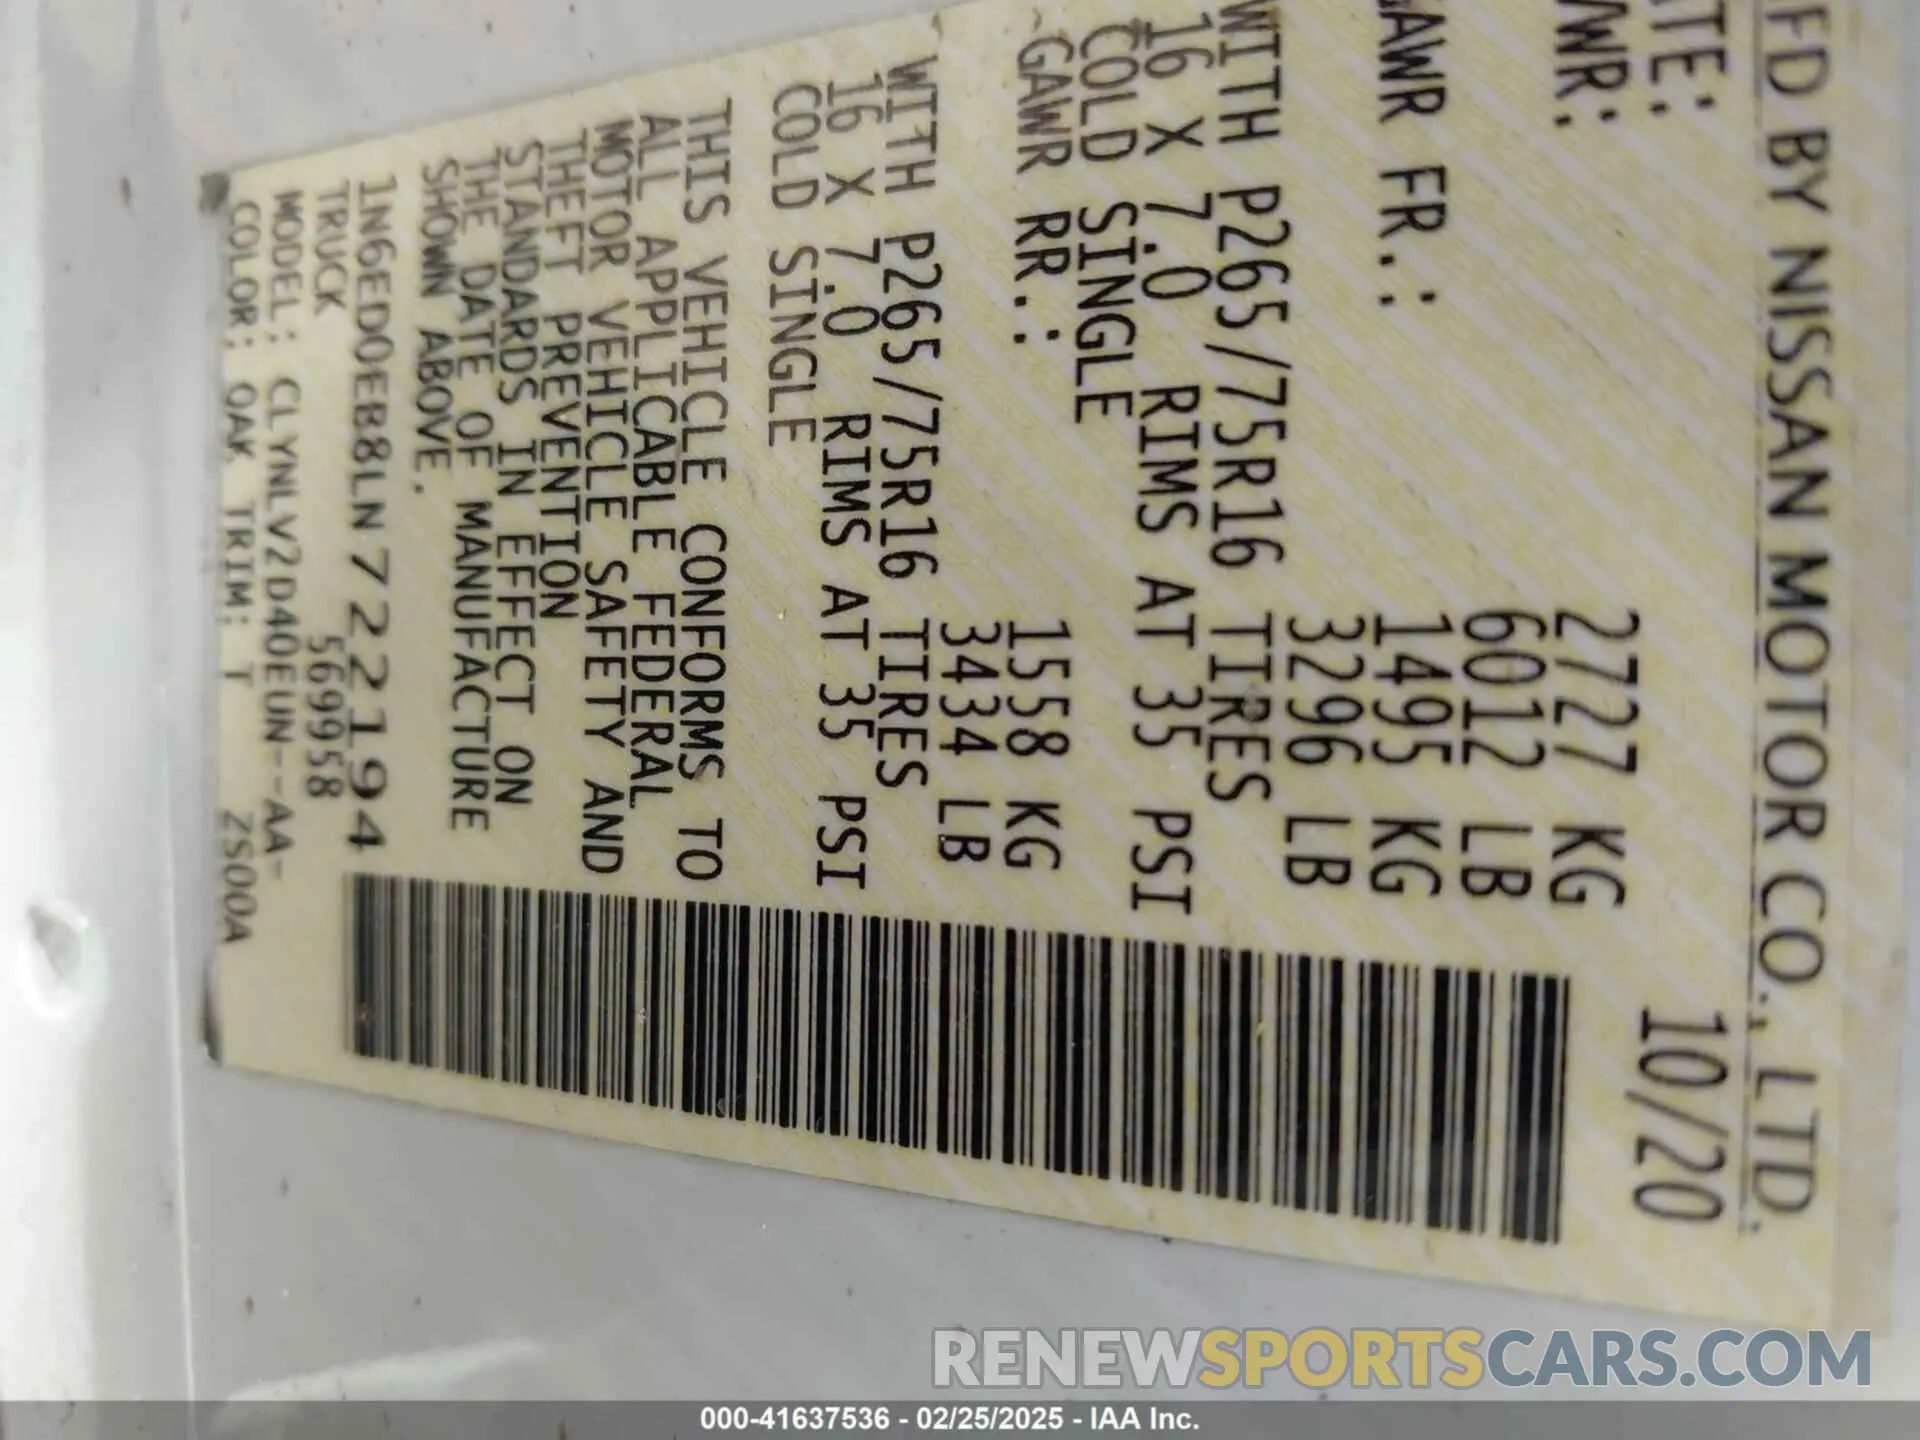 FD BY NISSAN MOTOR CO., LTD.
TE: 10/20
WR: 2727 KG
6012 LB
GAWR FR.: 1495 KG
3296 LB
WITH P265/75R16 TIRES
16 X 7.0 RIMS AT 35 PSI
COLD SINGLE
GAWR RR.: 1558 KG
3434 LB
WITH P265/75R16 TIRES
16 X 7.0 RIMS AT 35 PSI
COLD SINGLE
THIS VEHICLE CONFORMS TO
ALL APPLICABLE FEDERAL
MOTOR VEHICLE SAFETY AND
THEFT PREVENTION
STANDARDS IN EFFECT ON
THE DATE OF MANUFACTURE
SHOWN ABOVE.
1N6ED0EB8LN722194
TRUCK 569958
MODEL: CLYNLV2D40EUN--AA-
COLOR: QAK TRIM: T 2S00A
RENEWSPORTSCARS.COM
000-41637536 - 02/25/2025 - IAA Inc.